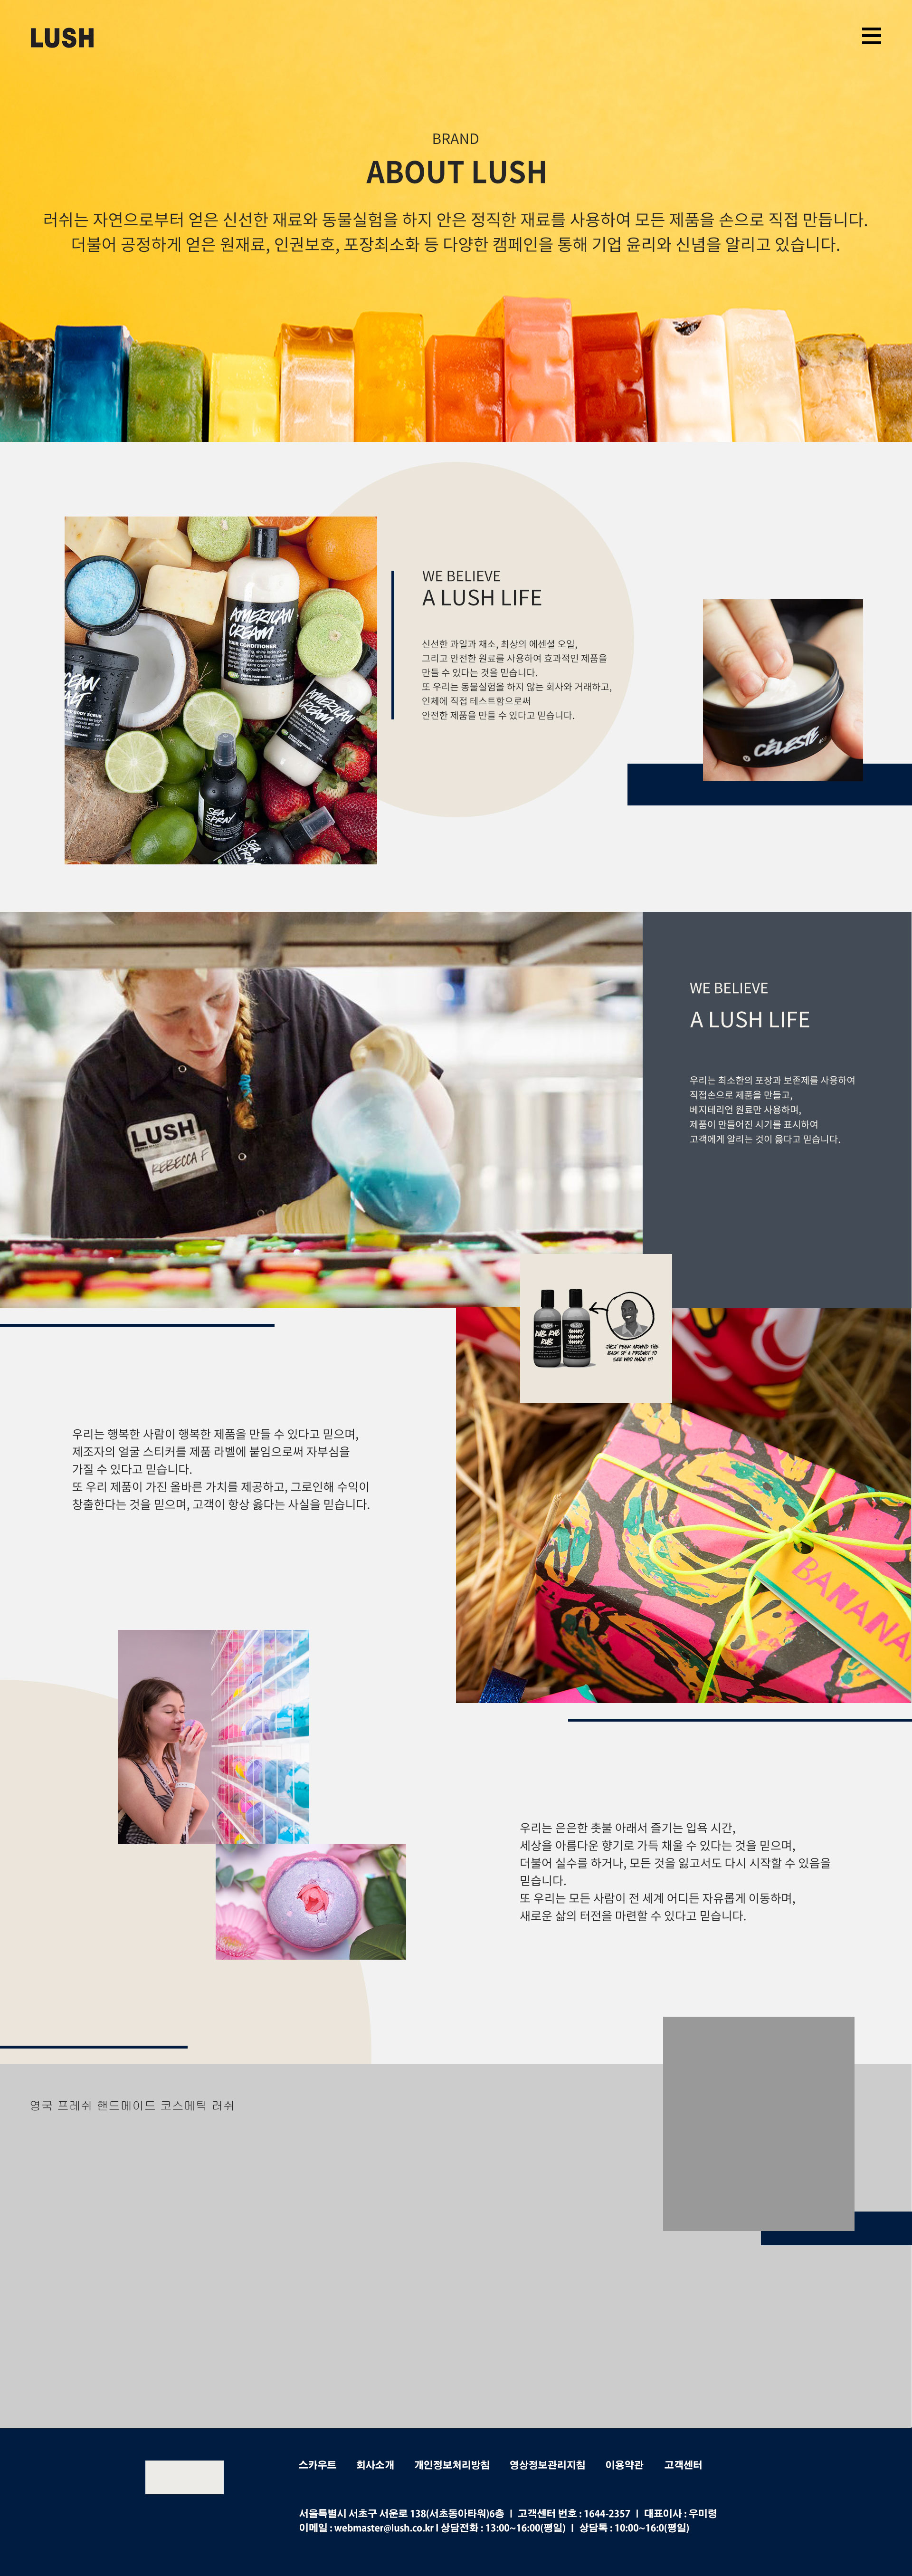 LUSH
BRAND
ABOUT LUSH
러쉬는 자연으로부터 얻은 신선한 재료와 동물실험을 하지 안은 정직한 재료를 사용하여 모든 제품을 손으로 직접 만듭니다.
더불어 공정하게 얻은 원재료, 인권보호, 포장최소화 등 다양한 캠페인을 통해 기업 윤리와 신념을 알리고 있습니다.
AMERICAN
CREAM
HAIR CONDITIONER
WE BELIEVE
A LUSH LIFE
신선한 과일과 채소, 최상의 에센셜 오일,
그리고 안전한 원료를 사용하여 효과적인 제품을
만들 수 있다는 것을 믿습니다.
또 우리는 동물실험을 하지 않는 회사와 거래하고,
인체에 직접 테스트함으로써
안전한 제품을 만들 수 있다고 믿습니다.
CEAN
SALT
AMERICAN
CREAM
SEA
SPRAY
SEA
CÉLESTE
WE BELIEVE
A LUSH LIFE
우리는 최소한의 포장과 보존제를 사용하여
직접손으로 제품을 만들고,
베지테리언 원료만 사용하며,
제품이 만들어진 시기를 표시하여
고객에게 알리는 것이 옳다고 믿습니다.
LUSH
REBECCA F
RUB RUB
RUB
JUST PEEK AROUND THE
BACK OF A PRODUCT TO
SEE WHO MADE IT!
우리는 행복한 사람이 행복한 제품을 만들 수 있다고 믿으며,
제조자의 얼굴 스티커를 제품 라벨에 붙임으로써 자부심을
가질 수 있다고 믿습니다.
또 우리 제품이 가진 올바른 가치를 제공하고, 그로인해 수익이
창출한다는 것을 믿으며, 고객이 항상 옳다는 사실을 믿습니다.
BANANA
우리는 은은한 촛불 아래서 즐기는 입욕 시간,
세상을 아름다운 향기로 가득 채울 수 있다는 것을 믿으며,
더불어 실수를 하거나, 모든 것을 잃고서도 다시 시작할 수 있음을
믿습니다.
또 우리는 모든 사람이 전 세계 어디든 자유롭게 이동하며,
새로운 삶의 터전을 마련할 수 있다고 믿습니다.
영국 프레쉬 핸드메이드 코스메틱 러쉬
스카우트 회사소개 개인정보처리방침 영상정보관리지침 이용약관 고객센터
서울특별시 서초구 서운로 138(서초동아타워)6층 ㅣ 고객센터 번호 : 1644-2357 ㅣ 대표이사 : 우미령
이메일 : webmaster@lush.co.kr l 상담전화 : 13:00~16:00(평일) ㅣ 상담톡 : 10:00~16:0(평일)